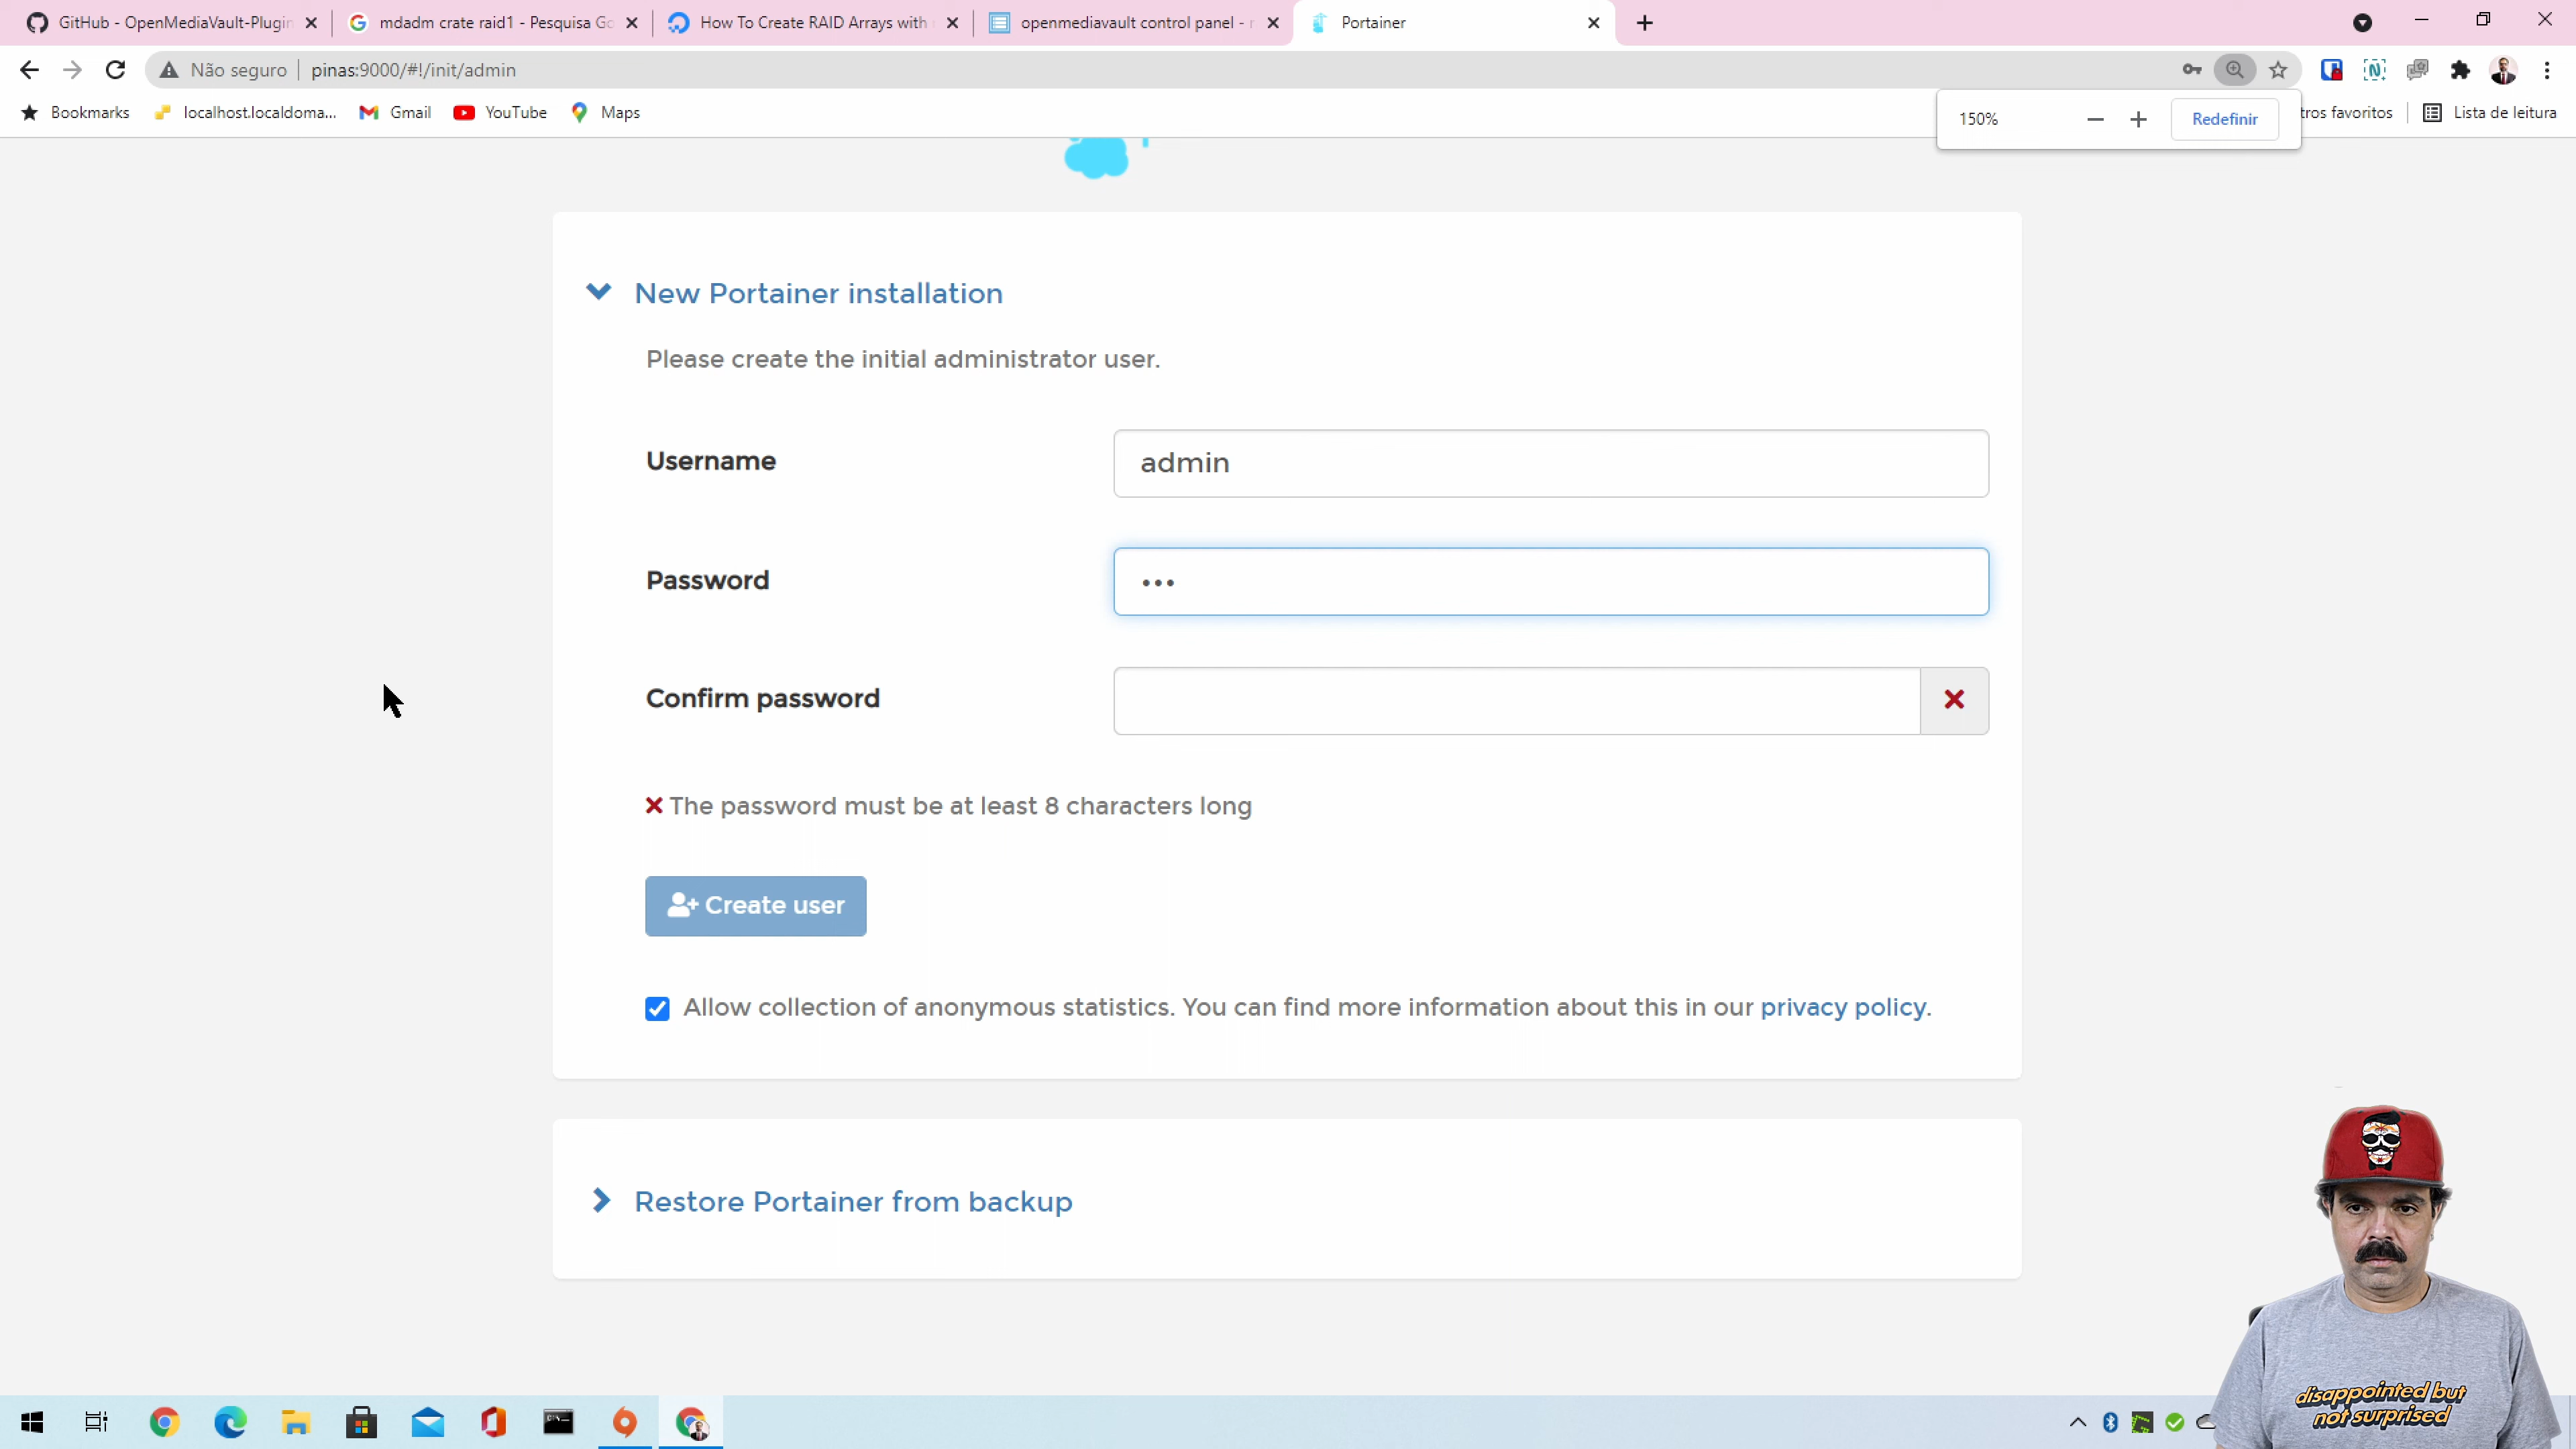 GitHub - OpenMediaVault-Plugin
mdadm crate raid1 - Pesquisa Go
How To Create RAID Arrays with
openmediavault control panel -
Portainer
Não seguro
pinas:9000/#!/init/admin
Bookmarks
localhost.localdoma...
Gmail
YouTube
Maps
150%
Redefinir
tros favoritos
Lista de leitura
New Portainer installation
Please create the initial administrator user.
Username
admin
Password
Confirm password
The password must be at least 8 characters long
Create user
Allow collection of anonymous statistics. You can find more information about this in our privacy policy.
Restore Portainer from backup
disappointed but
not surprised